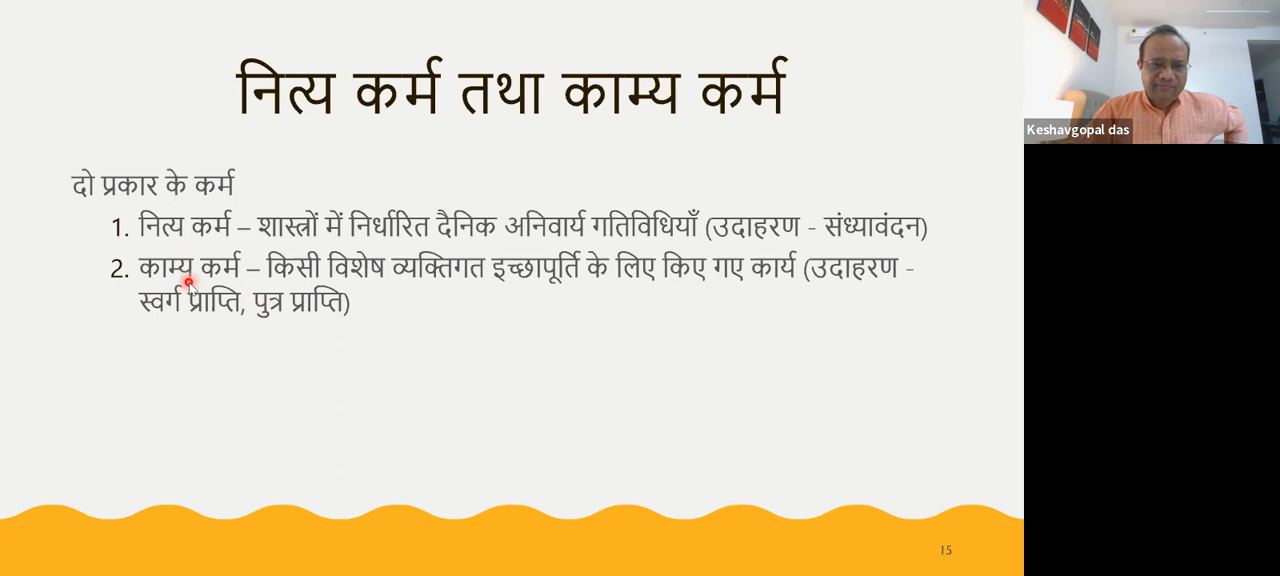 नित्य कर्म तथा काम्य कर्म
दो प्रकार के कर्म
1. नित्य कर्म – शास्त्रों में निर्धारित दैनिक अनिवार्य गतिविधियाँ (उदाहरण - संध्यावंदन)
2. काम्य कर्म – किसी विशेष व्यक्तिगत इच्छापूर्ति के लिए किए गए कार्य (उदाहरण -
स्वर्ग प्राप्ति, पुत्र प्राप्ति)
15
Keshavgopal das